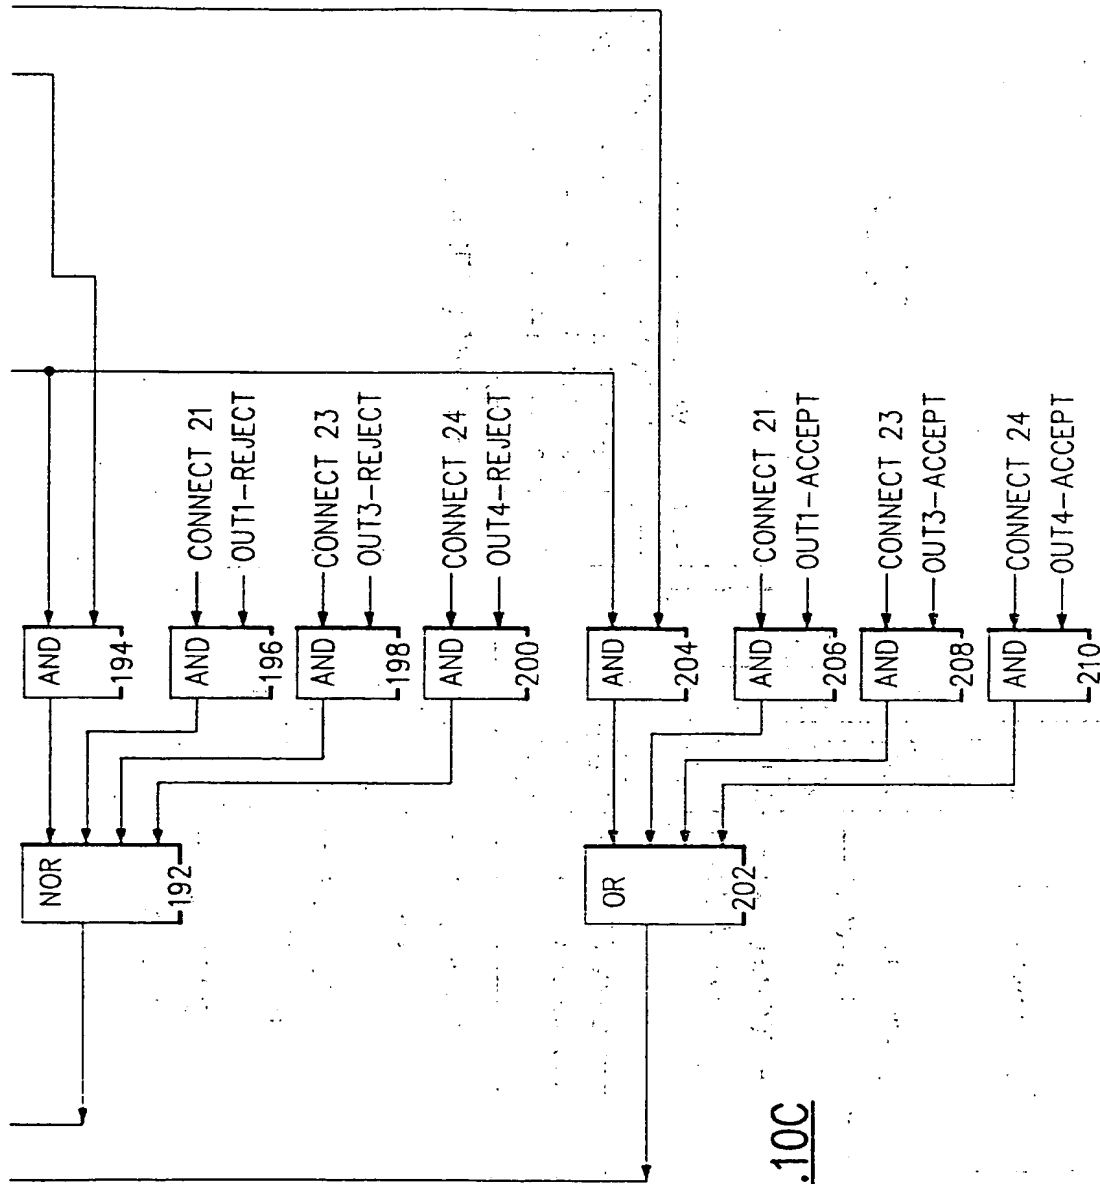 CONNECT 21
OUT1-REJECT
CONNECT 23
OUT3-REJECT
CONNECT 24
OUT4-REJECT
CONNECT 21
OUT1-ACCEPT
CONNECT 23
OUT3-ACCEPT
CONNECT 24
OUT4-ACCEPT
AND
194
AND
196
AND
198
AND
200
AND
204
AND
206
AND
208
AND
210
NOR
192
OR
202
.10C